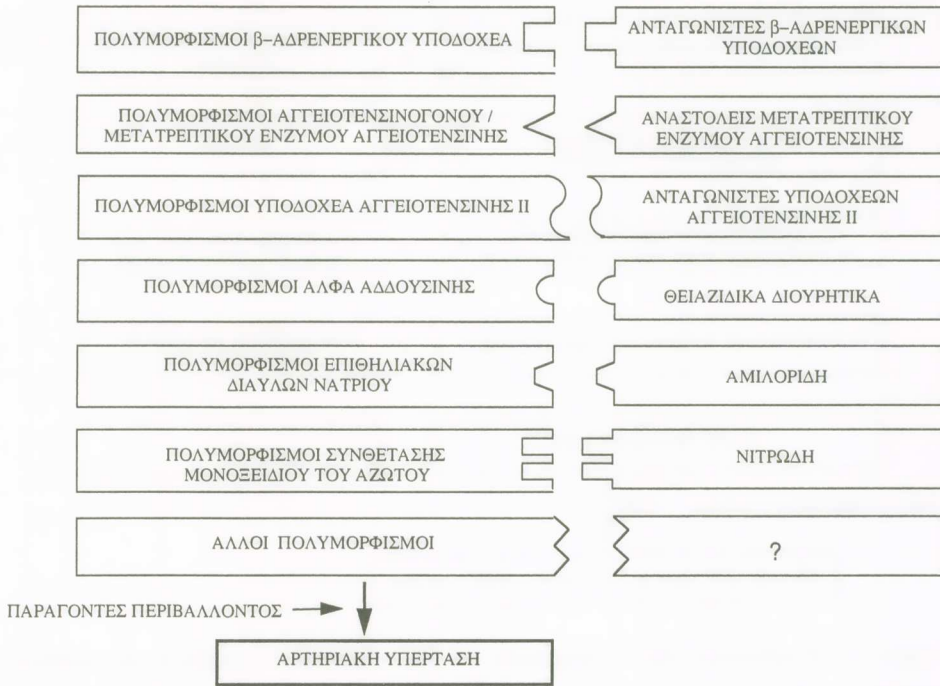 ΠΟΛΥΜΟΡΦΙΣΜΟΙ β–ΑΔΡΕΝΕΡΓΙΚΟΥ ΥΠΟΔΟΧΕΑ
ΑΝΤΑΓΩΝΙΣΤΕΣ β–ΑΔΡΕΝΕΡΓΙΚΩΝ
ΥΠΟΔΟΧΕΩΝ
ΠΟΛΥΜΟΡΦΙΣΜΟΙ ΑΓΓΕΙΟΤΕΝΣΙΝΟΓΟΝΟΥ /
ΜΕΤΑΤΡΕΠΤΙΚΟΥ ΕΝΖΥΜΟΥ ΑΓΓΕΙΟΤΕΝΣΙΝΗΣ
ΑΝΑΣΤΟΛΕΙΣ ΜΕΤΑΤΡΕΠΤΙΚΟΥ
ΕΝΖΥΜΟΥ ΑΓΓΕΙΟΤΕΝΣΙΝΗΣ
ΠΟΛΥΜΟΡΦΙΣΜΟΙ ΥΠΟΔΟΧΕΑ ΑΓΓΕΙΟΤΕΝΣΙΝΗΣ ΙΙ
ΑΝΤΑΓΩΝΙΣΤΕΣ ΥΠΟΔΟΧΕΩΝ
ΑΓΓΕΙΟΤΕΝΣΙΝΗΣ ΙΙ
ΠΟΛΥΜΟΡΦΙΣΜΟΙ ΑΛΦΑ ΑΔΔΟΥΣΙΝΗΣ
ΘΕΙΑΖΙΔΙΚΑ ΔΙΟΥΡΗΤΙΚΑ
ΠΟΛΥΜΟΡΦΙΣΜΟΙ ΕΠΙΘΗΛΙΑΚΩΝ
ΔΙΑΥΛΩΝ ΝΑΤΡΙΟΥ
ΑΜΙΛΟΡΙΔΗ
ΠΟΛΥΜΟΡΦΙΣΜΟΙ ΣΥΝΘΕΤΑΣΗΣ
ΜΟΝΟΞΕΙΔΙΟΥ ΤΟΥ ΑΖΩΤΟΥ
ΝΙΤΡΩΔΗ
ΑΛΛΟΙ ΠΟΛΥΜΟΡΦΙΣΜΟΙ
?
ΠΑΡΑΓΟΝΤΕΣ ΠΕΡΙΒΑΛΛΟΝΤΟΣ
ΑΡΤΗΡΙΑΚΗ ΥΠΕΡΤΑΣΗ